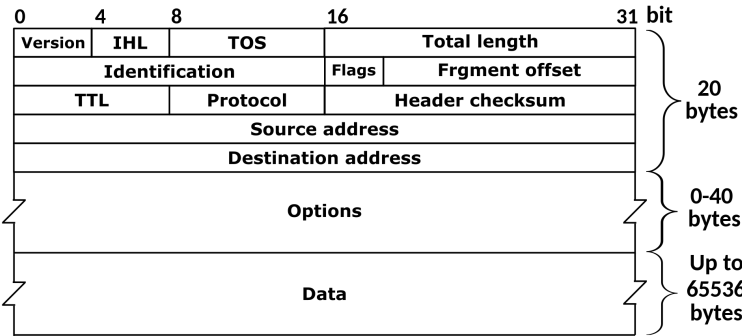 0 4 8 16 31 bit
Version IHL TOS Total length
Identification Flags Frgment offset
TTL Protocol Header checksum
Source address
Destination address
Options
Data
20
bytes
0-40
bytes
Up to
65536
bytes